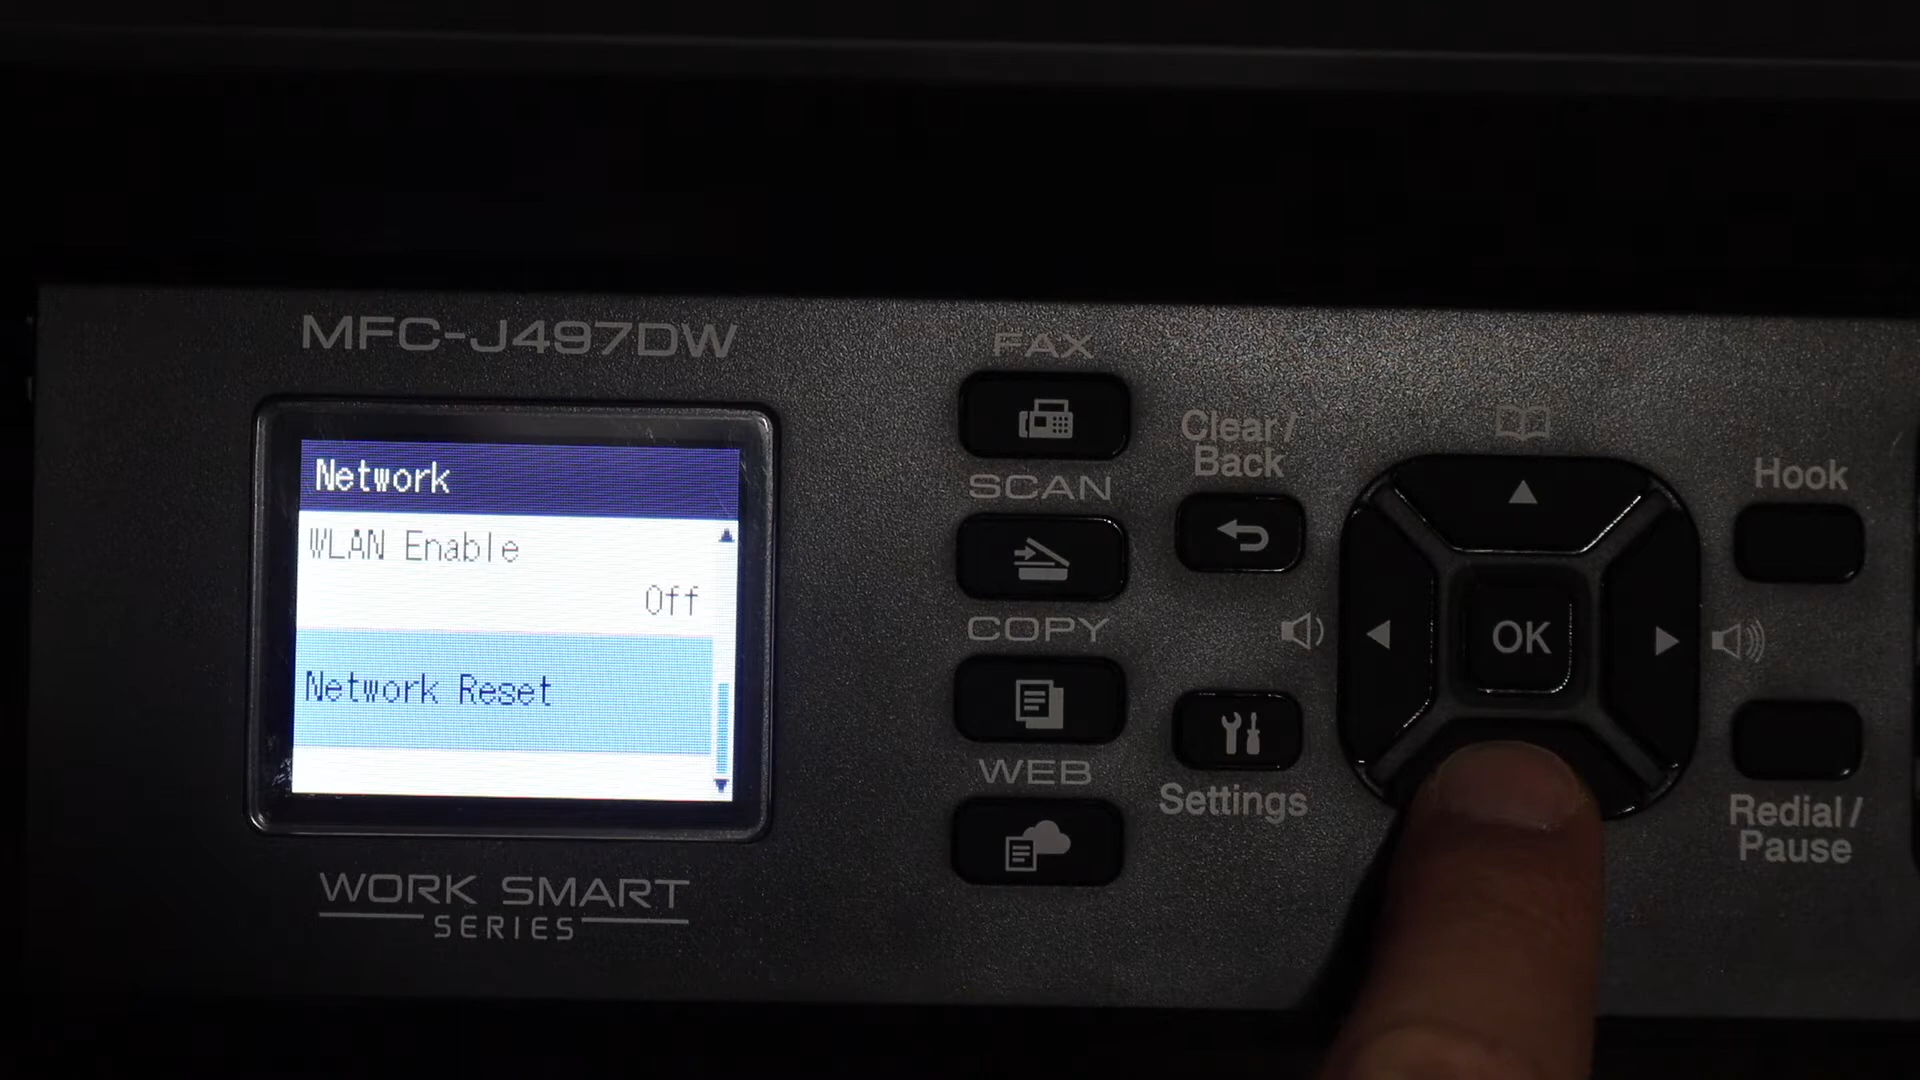 MFC-J497DW
Network
WLAN Enable
Off
Network Reset
WORK SMART
SERIES
FAX
SCAN
COPY
WEB
Clear/
Back
Settings
OK
Hook
Redial/
Pause